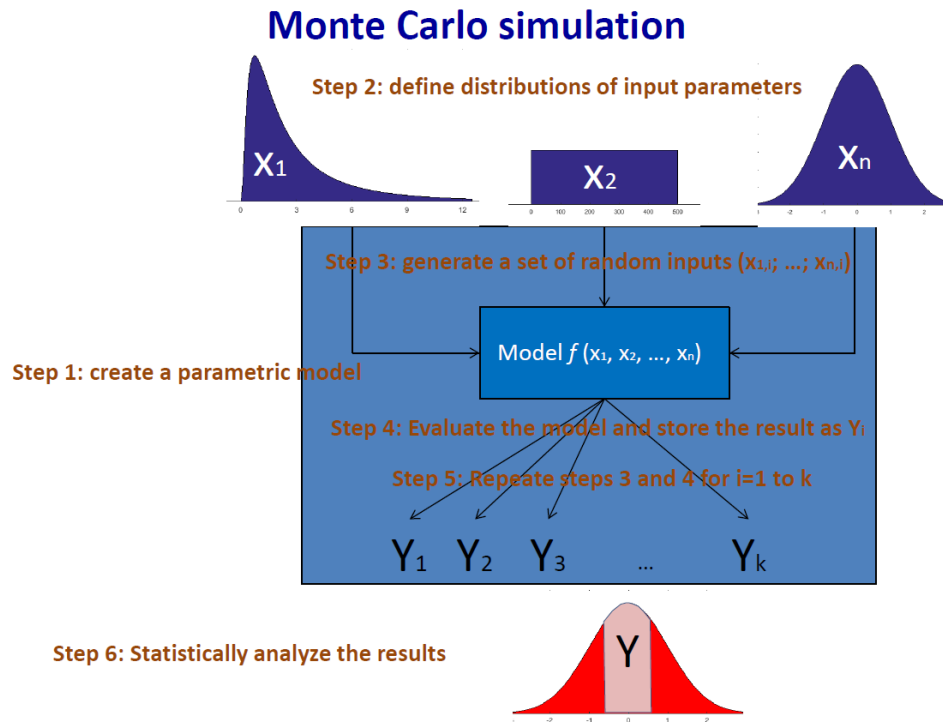 Monte Carlo simulation
Step 2: define distributions of input parameters
x1
x2
xn
0 3 6 9 12
0 100 200 300 400 500
-2 -1 0 1 2
Step 3: generate a set of random inputs (x1,i; ...; xn,i)
Model f (x1, x2, ..., xn)
Step 1: create a parametric model
Step 4: Evaluate the model and store the result as Yi
Step 5: Repeate steps 3 and 4 for i=1 to k
Y1 Y2 Y3 ... Yk
Y
Step 6: Statistically analyze the results
-2 -1 0 1 2